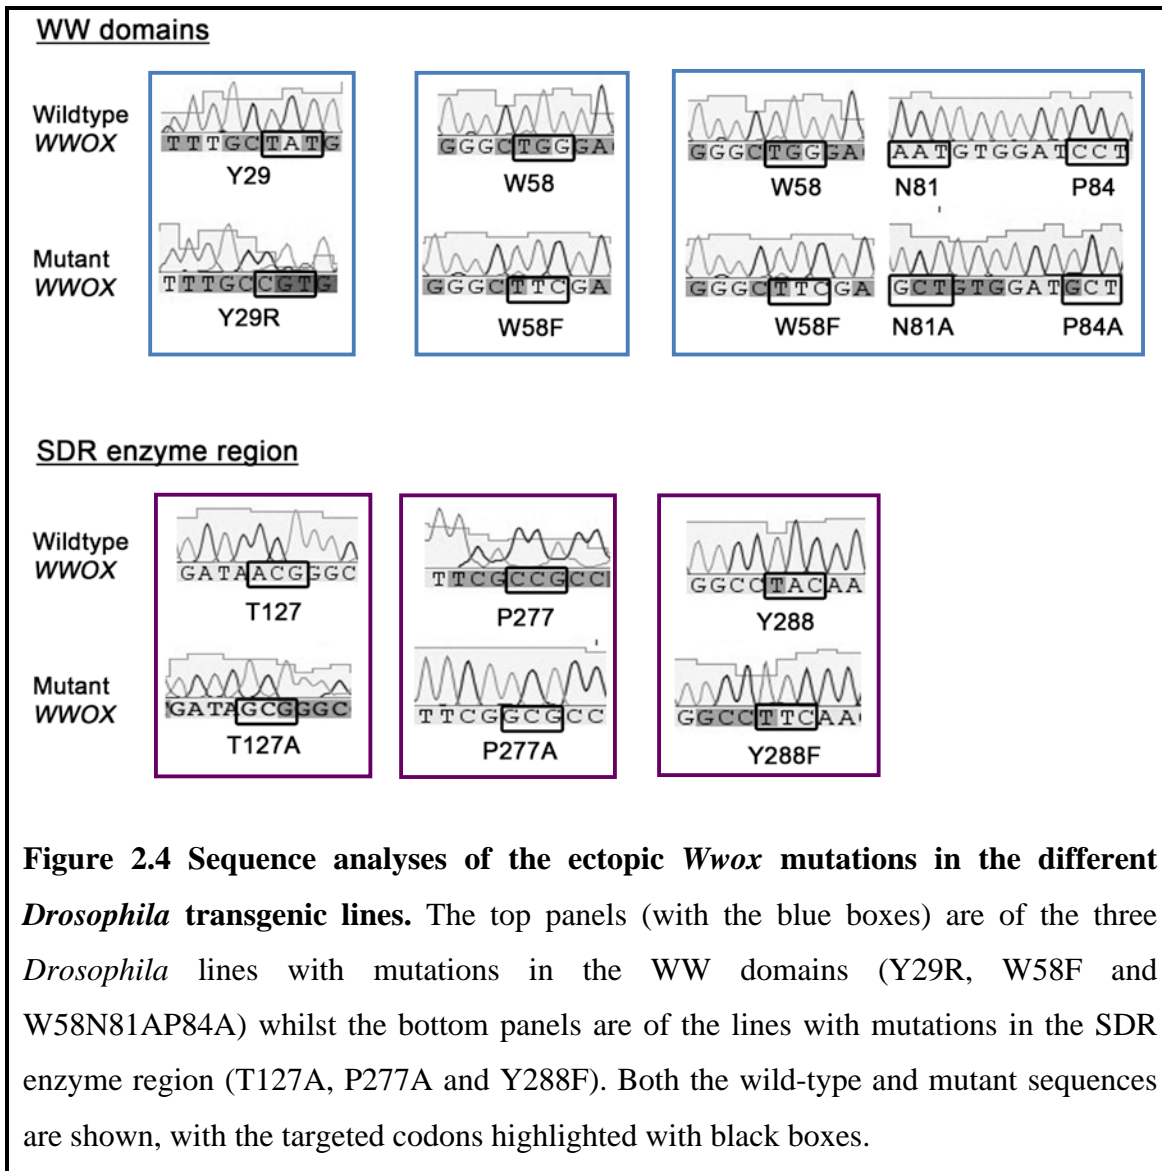 WW domains
Wildtype
WWOX
TTTGCTATG
GGGCTGGGA
GGGCTGGGA
AATGTGGATCCT
Y29
W58
W58
N81
P84
Mutant
WWOX
TTTGCCGTG
GGGCTTCGA
GGGCTTCGA
GCTGTGGATGCT
Y29R
W58F
W58F
N81A
P84A
SDR enzyme region
Wildtype
WWOX
GATAACGGGC
TTCGCCGCC
GGCCTACAA
T127
P277
Y288
Mutant
WWOX
GATAGCGGGC
TTCGGCGCC
GGCCTTCAA
T127A
P277A
Y288F
Figure 2.4 Sequence analyses of the ectopic Wwox mutations in the different
Drosophila transgenic lines. The top panels (with the blue boxes) are of the three
Drosophila lines with mutations in the WW domains (Y29R, W58F and
W58N81AP84A) whilst the bottom panels are of the lines with mutations in the SDR
enzyme region (T127A, P277A and Y288F). Both the wild-type and mutant sequences
are shown, with the targeted codons highlighted with black boxes.